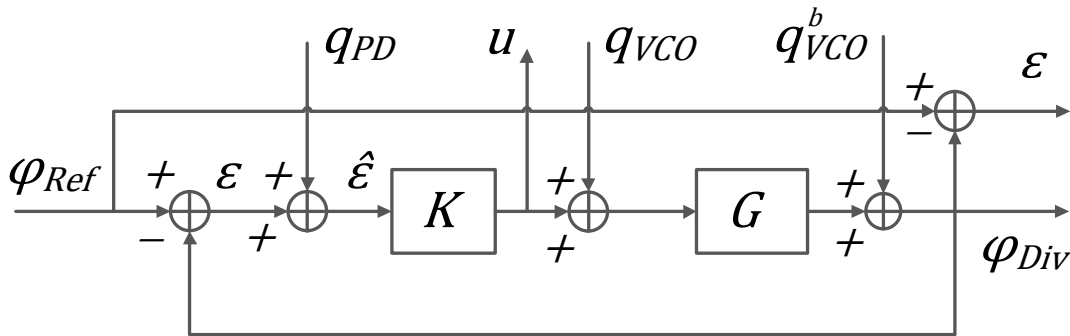 q_PD u q_VCO q^b_VCO ε
+
−
φ_Ref + ε + ε̂ + +
K G
− + + +
φ_Div